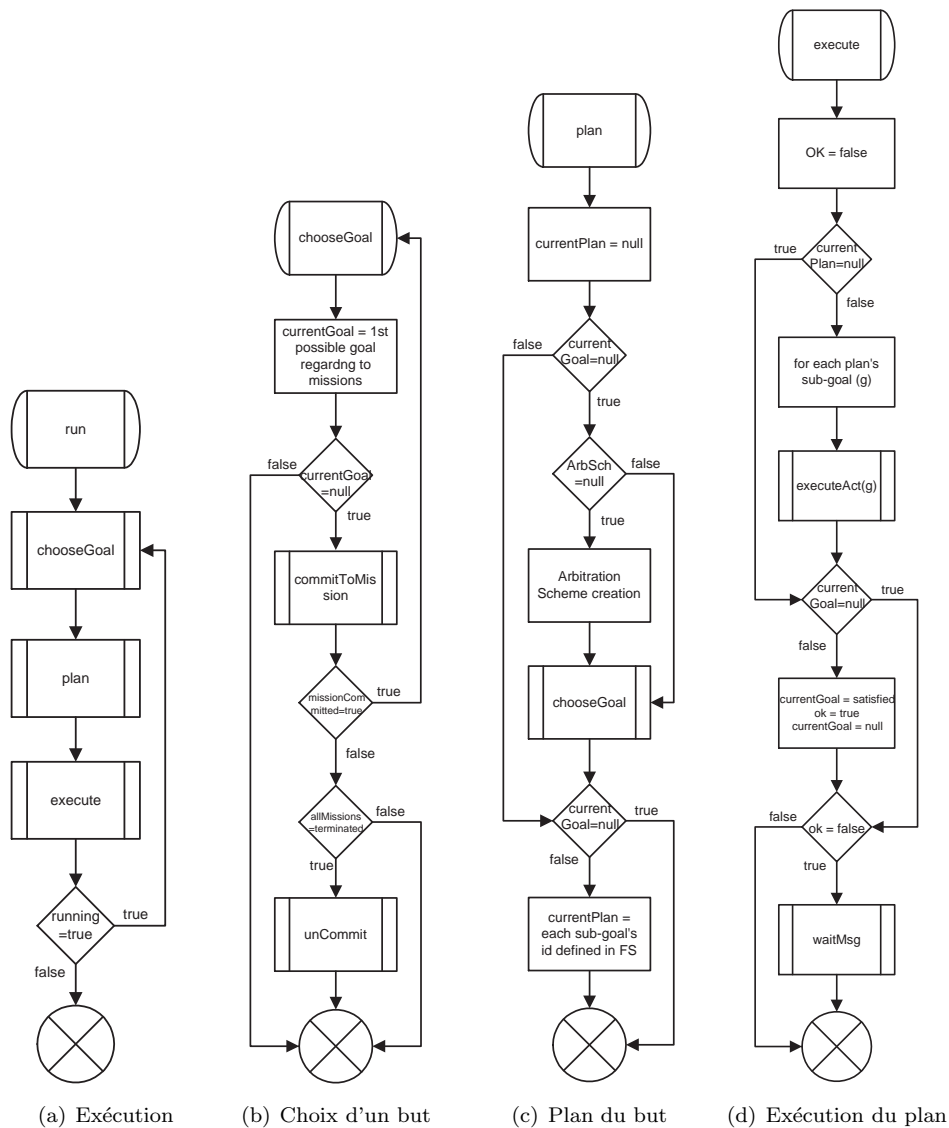 run
chooseGoal
plan
execute
running
=true
true
false
(a) Exécution
chooseGoal
currentGoal = 1st
possible goal
regardng to
missions
false
currentGoal
=null
true
commitToMis
sion
missionCom
mitted=true
true
false
allMissions
=terminated
false
true
unCommit
(b) Choix d'un but
plan
currentPlan = null
false
current
Goal=null
true
ArbSch
=null
false
true
Arbitration
Scheme creation
chooseGoal
current
Goal=null
true
false
currentPlan =
each sub-goal's
id defined in FS
(c) Plan du but
execute
OK = false
true
current
Plan=null
false
for each plan's
sub-goal (g)
executeAct(g)
current
Goal=null
true
false
currentGoal = satisfied
ok = true
currentGoal = null
false
ok = false
true
waitMsg
(d) Exécution du plan